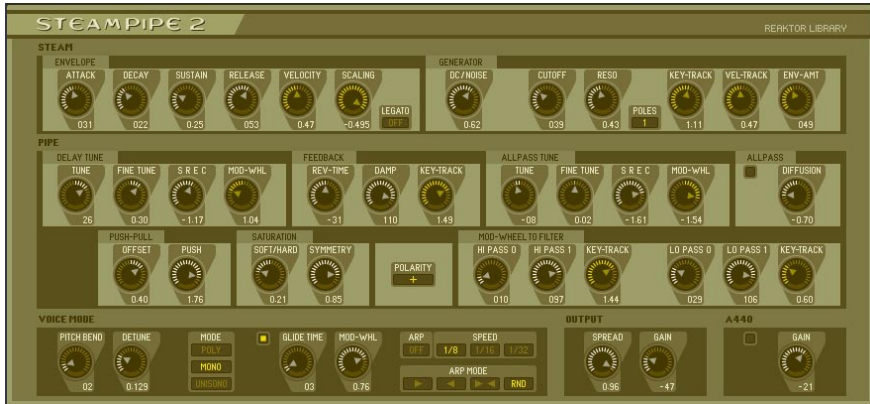 STEAMPIPE 2
REAKTOR LIBRARY
STEAM
ENVELOPE
GENERATOR
ATTACK DECAY SUSTAIN RELEASE VELOCITY SCALING DC/NOISE CUTOFF RESO KEY-TRACK VEL-TRACK ENV-AMT
LEGATO POLES
OFF 1
031 022 0.25 053 0.47 -0.495 0.62 039 0.43 1.11 0.47 049
PIPE
DELAY TUNE FEEDBACK ALLPASS TUNE ALLPASS
TUNE FINE TUNE S REC MOD-WHL REV-TIME DAMP KEY-TRACK TUNE FINE TUNE S REC MOD-WHL DIFFUSION
26 0.30 -1.17 1.04 -31 110 1.49 -08 0.02 -1.61 -1.54 -0.70
PUSH-PULL SATURATION MOD-WHEEL TO FILTER
OFFSET PUSH SOFT/HARD SYMMETRY HI PASS 0 HI PASS 1 KEY-TRACK LO PASS 0 LO PASS 1 KEY-TRACK
POLARITY
+
0.40 1.76 0.21 0.85 010 097 1.44 029 106 0.60
VOICE MODE OUTPUT A440
PITCH BEND DETUNE MODE GLIDE TIME MOD-WHL ARP SPEED SPREAD GAIN GAIN
POLY OFF 1/8 1/16 1/32
MONO ARP MODE
UNISONO RND
02 0.129 03 0.76 0.96 -47 -21